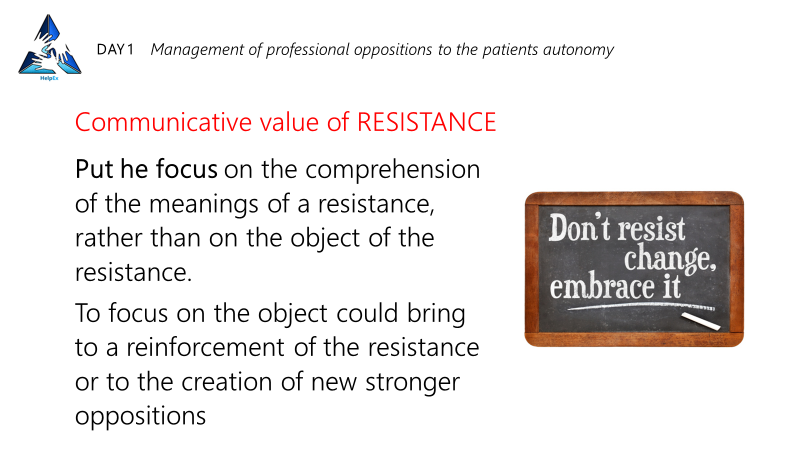 HelpEx
DAY1 Management of professional oppositions to the patients autonomy
Communicative value of RESISTANCE
Put he focus on the comprehension
of the meanings of a resistance,
rather than on the object of the
resistance.
To focus on the object could bring
to a reinforcement of the resistance
or to the creation of new stronger
oppositions
Don't resist
change,
embrace it